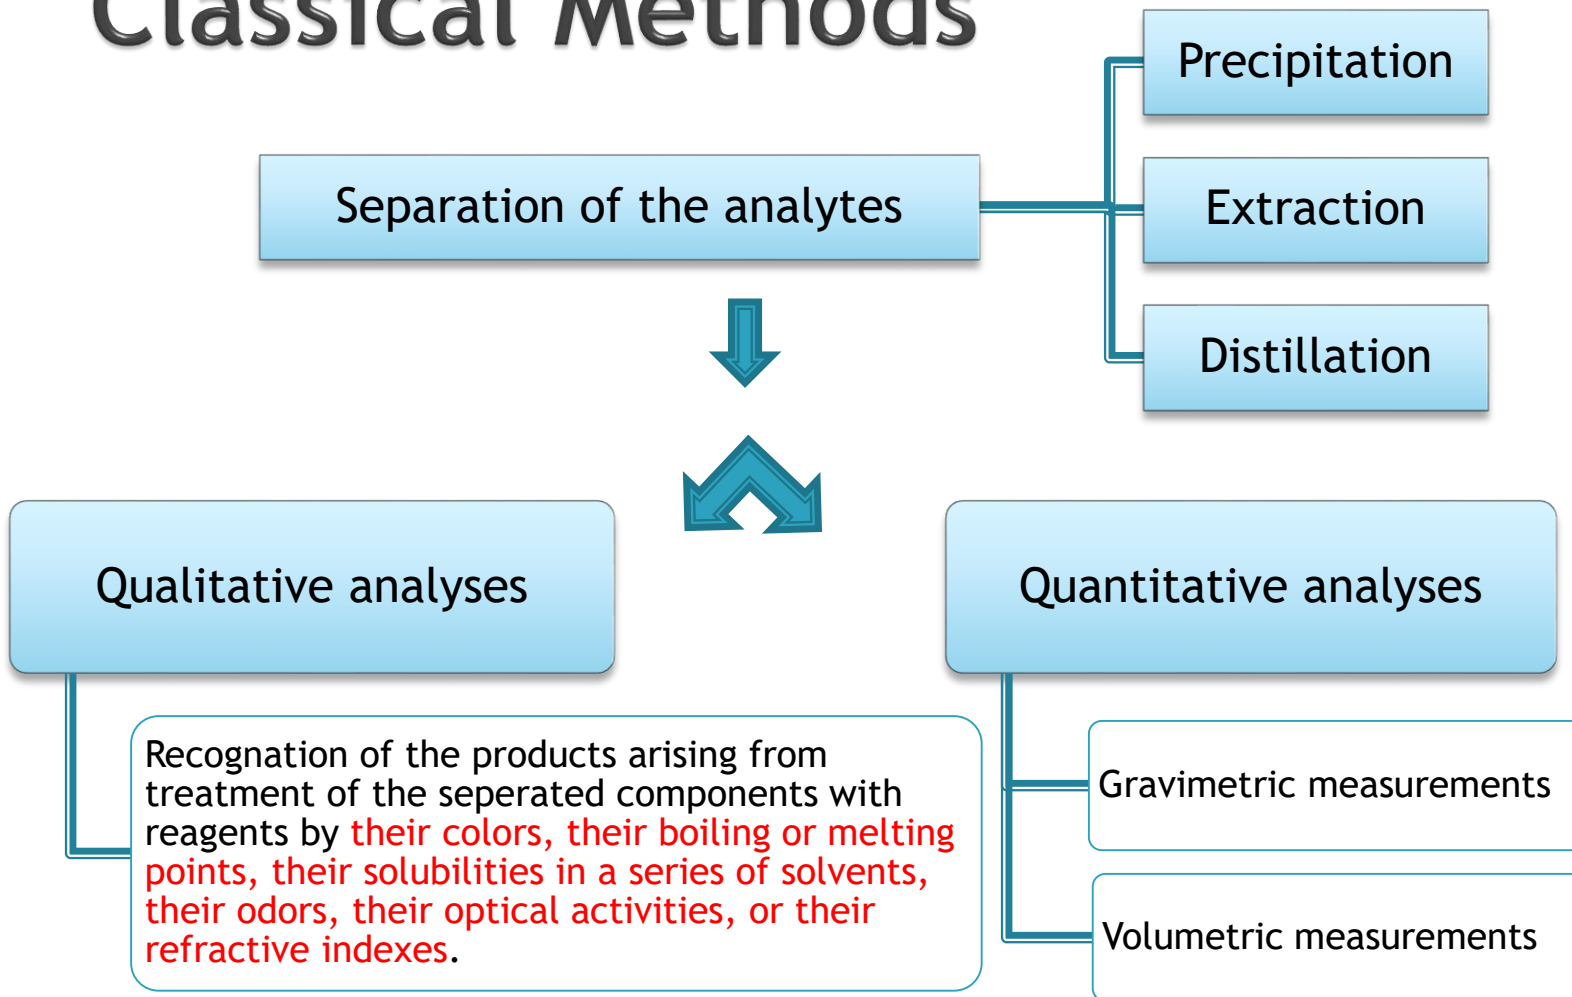 Classical Methods
Precipitation
Separation of the analytes
Extraction
Distillation
Qualitative analyses
Recognation of the products arising from
treatment of the seperated components with
reagents by their colors, their boiling or melting
points, their solubilities in a series of solvents,
their odors, their optical activities, or their
refractive indexes.
Quantitative analyses
Gravimetric measurements
Volumetric measurements